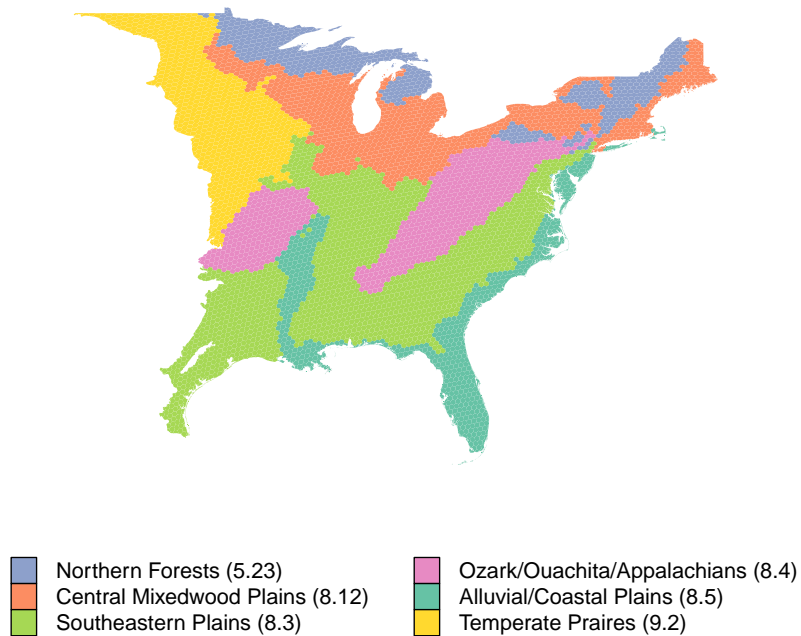 Northern Forests (5.23)
Central Mixedwood Plains (8.12)
Southeastern Plains (8.3)
Ozark/Ouachita/Appalachians (8.4)
Alluvial/Coastal Plains (8.5)
Temperate Praires (9.2)